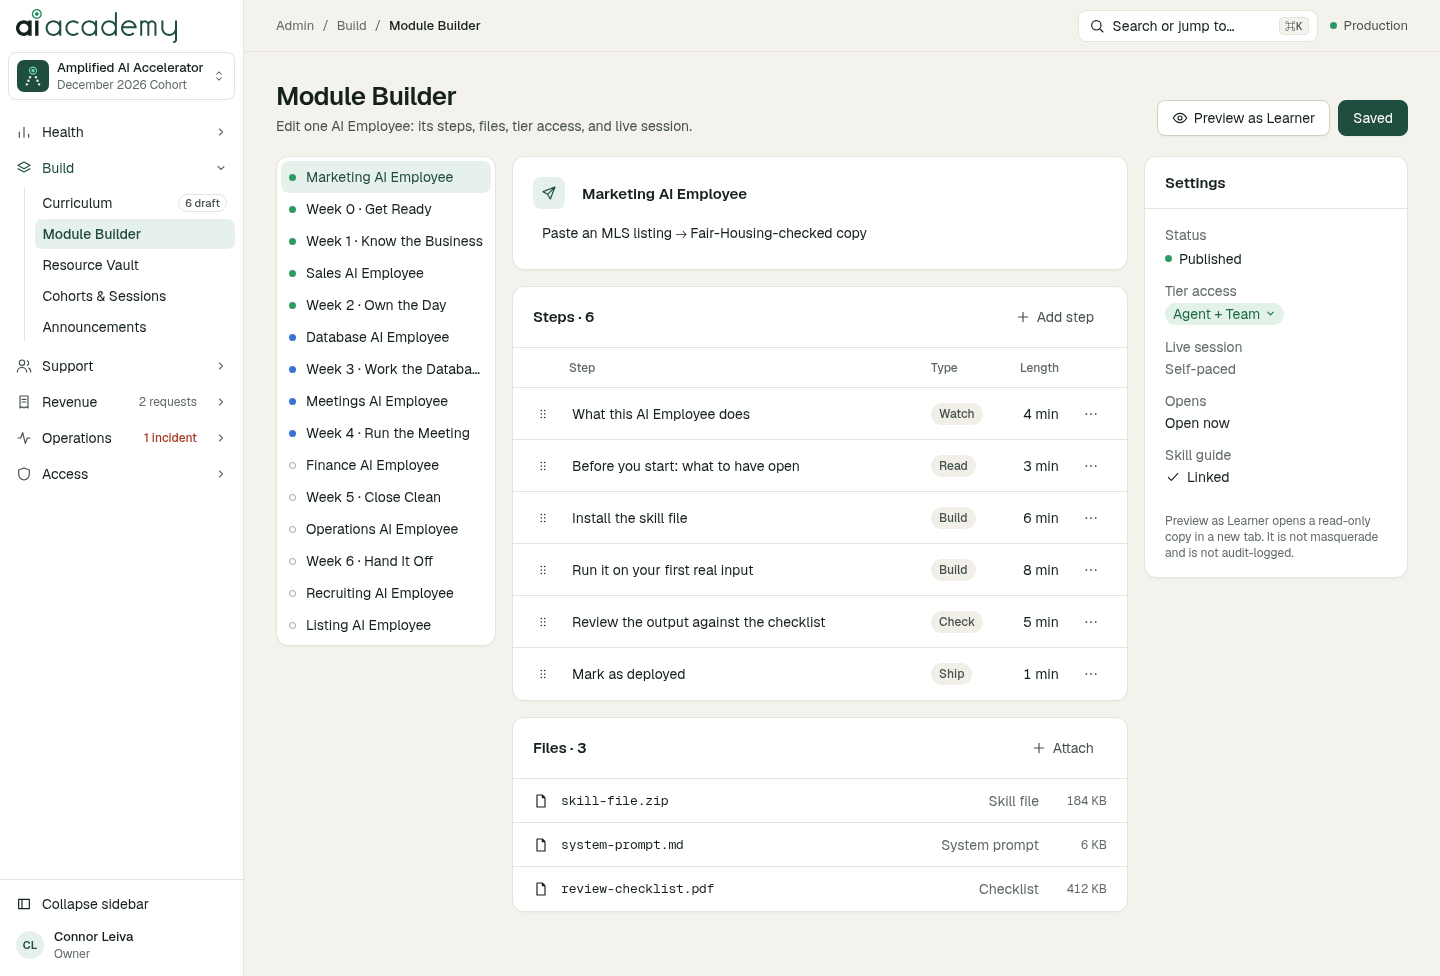 ai academy
Amplified AI Accelerator
December 2026 Cohort
Health
Build
Curriculum 6 draft
Module Builder
Resource Vault
Cohorts & Sessions
Announcements
Support
Revenue 2 requests
Operations 1 incident
Access
Collapse sidebar
CL
Connor Leiva
Owner
Admin / Build / Module Builder
Search or jump to… ⌘K
Production
Module Builder
Edit one AI Employee: its steps, files, tier access, and live session.
Preview as Learner
Saved
Marketing AI Employee
Week 0 · Get Ready
Week 1 · Know the Business
Sales AI Employee
Week 2 · Own the Day
Database AI Employee
Week 3 · Work the Databa…
Meetings AI Employee
Week 4 · Run the Meeting
Finance AI Employee
Week 5 · Close Clean
Operations AI Employee
Week 6 · Hand It Off
Recruiting AI Employee
Listing AI Employee
Marketing AI Employee
Paste an MLS listing → Fair-Housing-checked copy
Steps · 6
Add step
Step Type Length
What this AI Employee does Watch 4 min
Before you start: what to have open Read 3 min
Install the skill file Build 6 min
Run it on your first real input Build 8 min
Review the output against the checklist Check 5 min
Mark as deployed Ship 1 min
Files · 3
Attach
skill-file.zip Skill file 184 KB
system-prompt.md System prompt 6 KB
review-checklist.pdf Checklist 412 KB
Settings
Status
Published
Tier access
Agent + Team
Live session
Self-paced
Opens
Open now
Skill guide
Linked
Preview as Learner opens a read-only
copy in a new tab. It is not masquerade
and is not audit-logged.